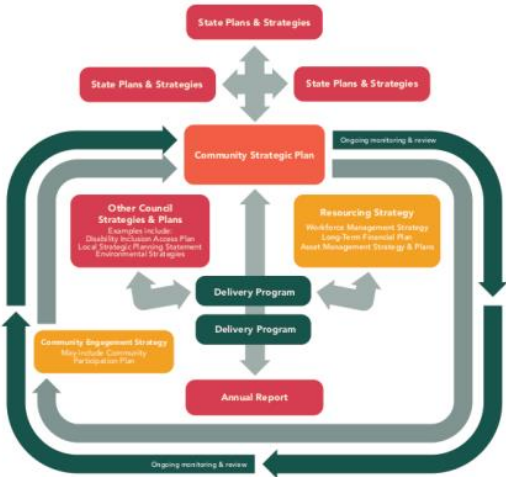 State Plans & Strategies
State Plans & Strategies
State Plans & Strategies
Community Strategic Plan
Ongoing monitoring & review
Other Council
Strategies & Plans
Examples include:
Disability Inclusion Access Plan
Local Strategic Planning Statement
Environmental Strategies
Resourcing Strategy
Workforce Management Strategy
Long-Term Financial Plan
Asset Management Strategy & Plans
Delivery Program
Delivery Program
Community Engagement Strategy
May include Community
Participation Plan
Annual Report
Ongoing monitoring & review